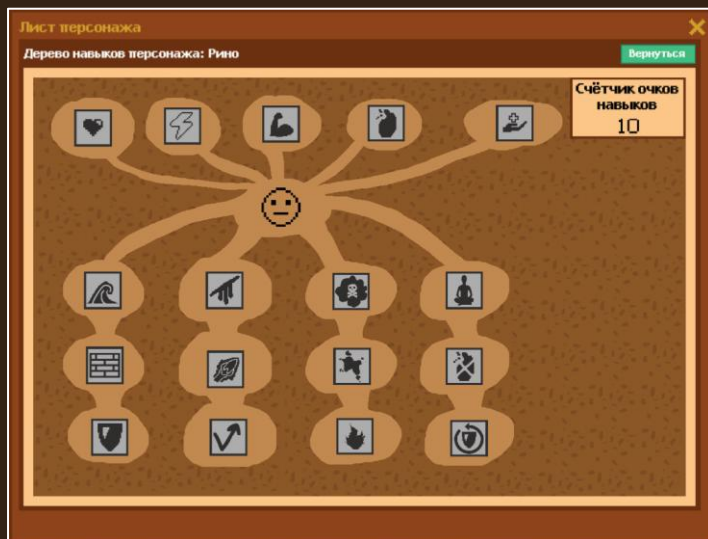 Лист персонажа
Дерево навыков персонажа: Рино
Вернуться
Счётчик очков
навыков
10